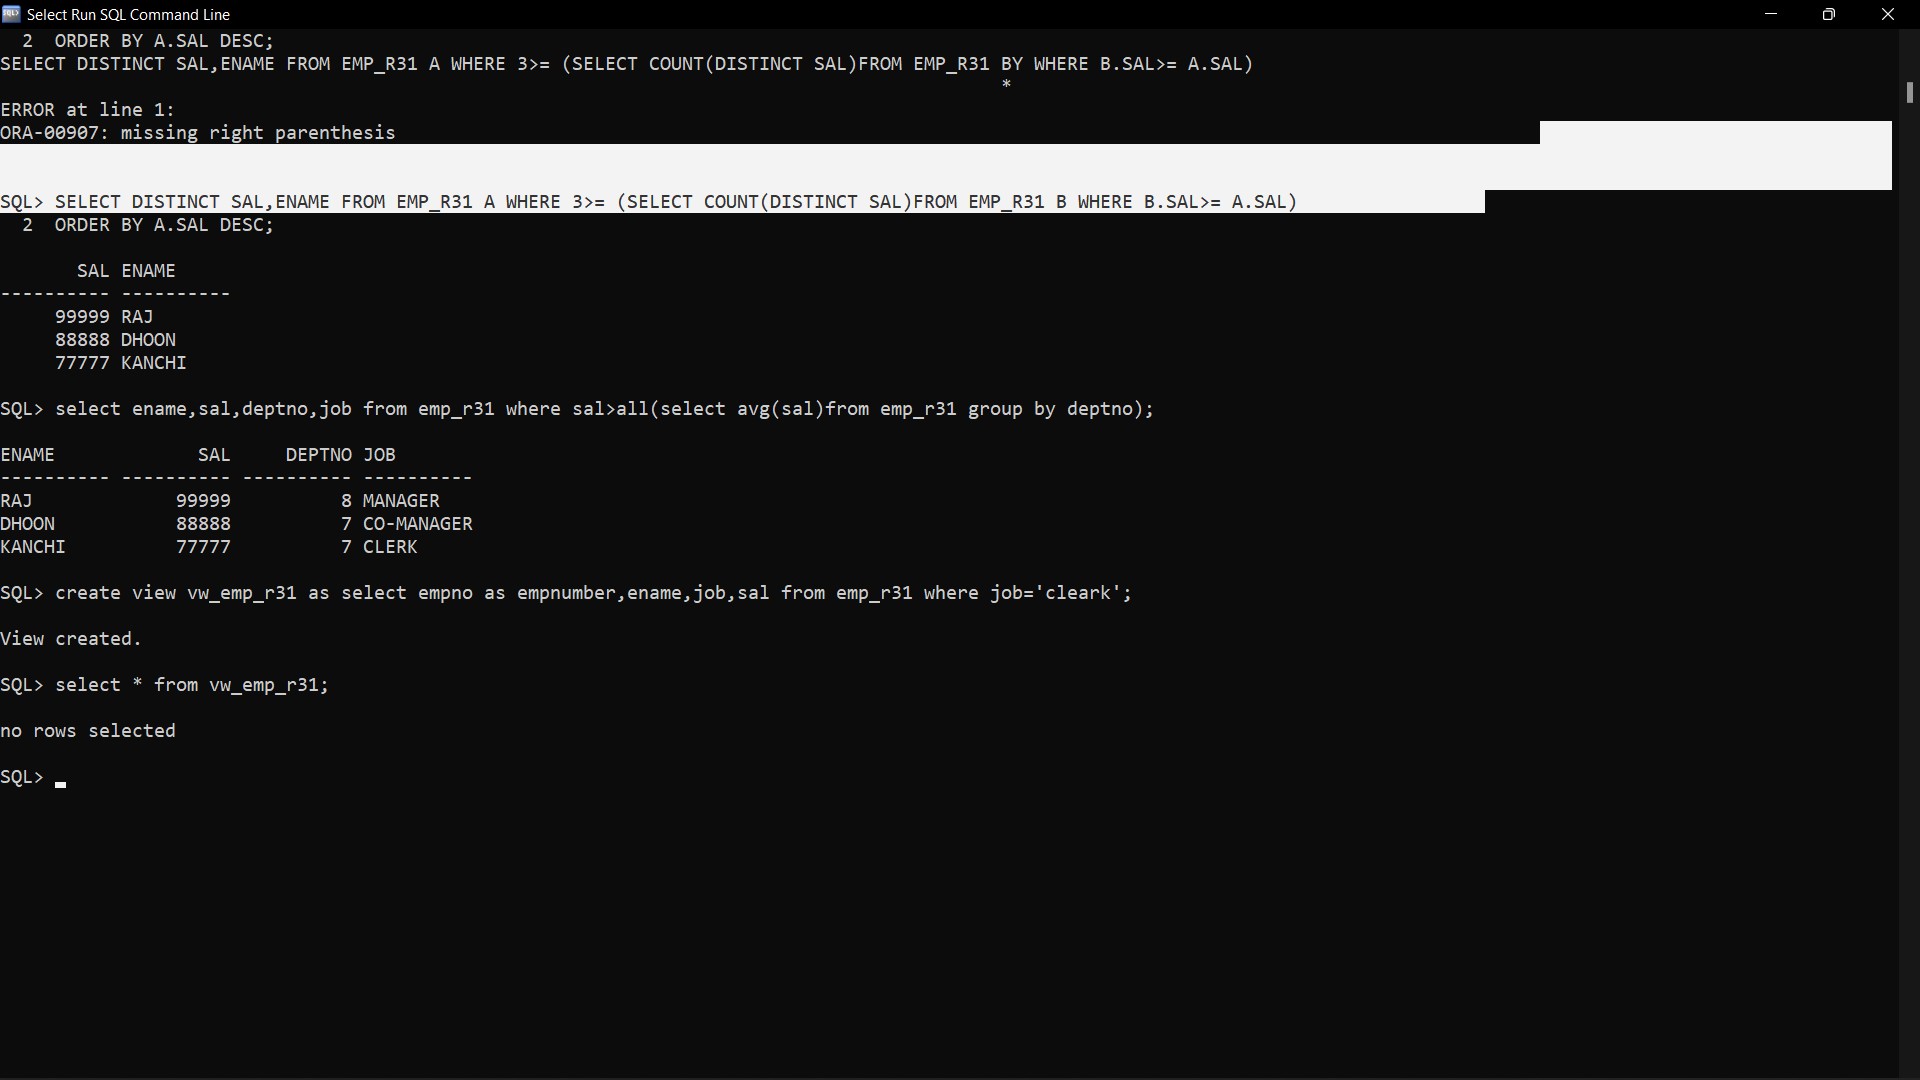 Select Run SQL Command Line
2 ORDER BY A.SAL DESC;
SELECT DISTINCT SAL,ENAME FROM EMP_R31 A WHERE 3>= (SELECT COUNT(DISTINCT SAL)FROM EMP_R31 BY WHERE B.SAL>= A.SAL)
*
ERROR at line 1:
ORA-00907: missing right parenthesis
SQL> SELECT DISTINCT SAL,ENAME FROM EMP_R31 A WHERE 3>= (SELECT COUNT(DISTINCT SAL)FROM EMP_R31 B WHERE B.SAL>= A.SAL)
2 ORDER BY A.SAL DESC;
SAL ENAME
---------- ----------
99999 RAJ
88888 DHOON
77777 KANCHI
SQL> select ename,sal,deptno,job from emp_r31 where sal>all(select avg(sal)from emp_r31 group by deptno);
ENAME SAL DEPTNO JOB
---------- ---------- ---------- ----------
RAJ 99999 8 MANAGER
DHOON 88888 7 CO-MANAGER
KANCHI 77777 7 CLERK
SQL> create view vw_emp_r31 as select empno as empnumber,ename,job,sal from emp_r31 where job='cleark';
View created.
SQL> select * from vw_emp_r31;
no rows selected
SQL>